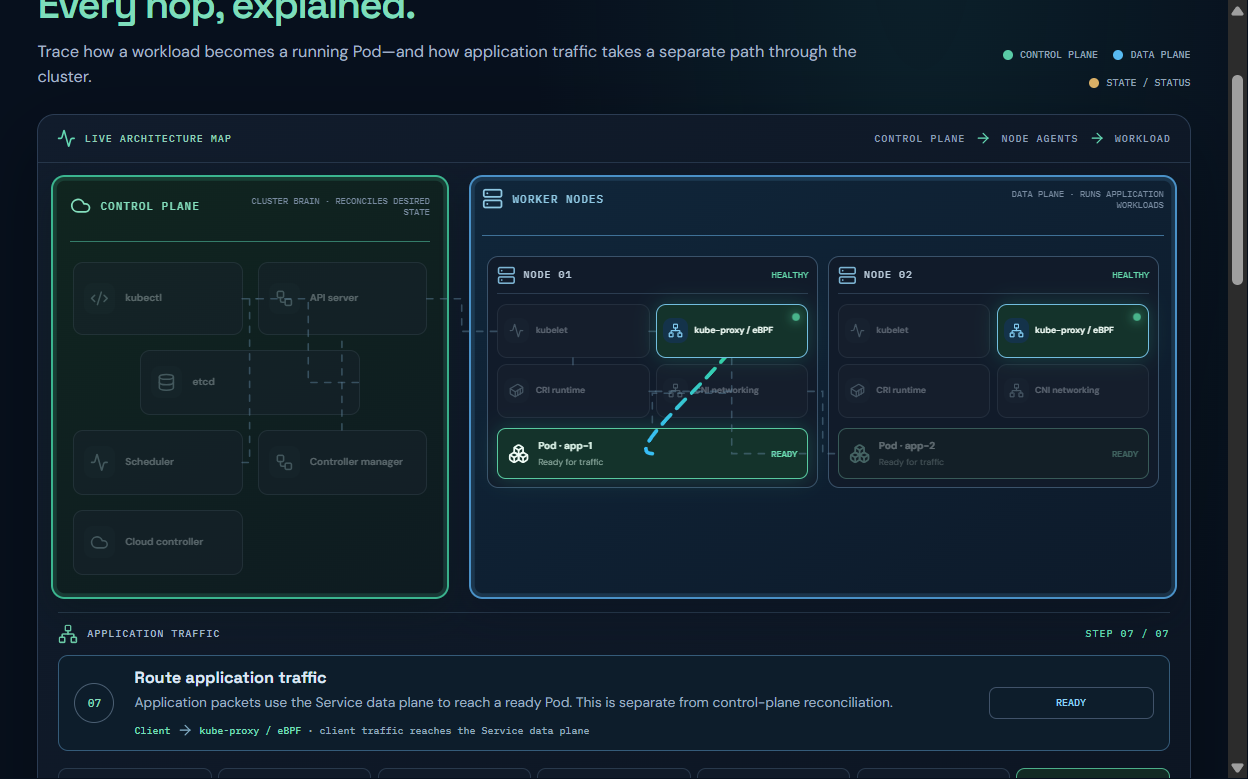 Every hop, explained.
Trace how a workload becomes a running Pod—and how application traffic takes a separate path through the
cluster.
CONTROL PLANE
DATA PLANE
STATE / STATUS
LIVE ARCHITECTURE MAP
CONTROL PLANE → NODE AGENTS → WORKLOAD
CONTROL PLANE
CLUSTER BRAIN · RECONCILES DESIRED
STATE
kubectl
API server
etcd
Scheduler
Controller manager
Cloud controller
WORKER NODES
DATA PLANE · RUNS APPLICATION
WORKLOADS
NODE 01
HEALTHY
kubelet
kube-proxy / eBPF
CRI runtime
CNI networking
Pod · app-1
Ready for traffic
READY
NODE 02
HEALTHY
kubelet
kube-proxy / eBPF
CRI runtime
CNI networking
Pod · app-2
Ready for traffic
READY
APPLICATION TRAFFIC
STEP 07 / 07
07
Route application traffic
Application packets use the Service data plane to reach a ready Pod. This is separate from control-plane reconciliation.
Client → kube-proxy / eBPF · client traffic reaches the Service data plane
READY